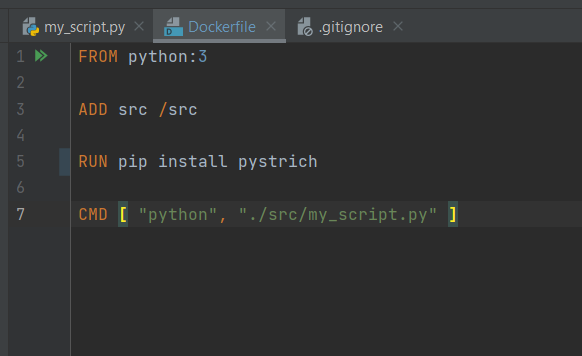 my_script.py Dockerfile .gitignore
1 FROM python:3
2
3 ADD src /src
4
5 RUN pip install pystrich
6
7 CMD [ "python", "./src/my_script.py" ]